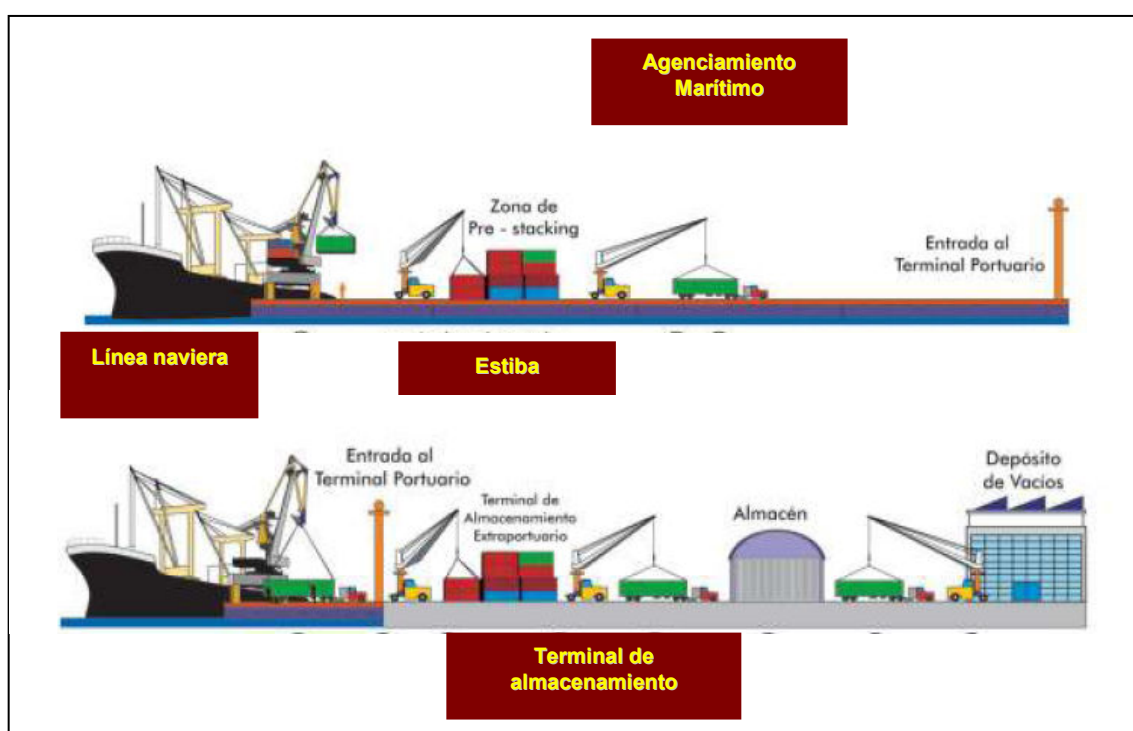 Agenciamiento
Marítimo
Zona de
Pre - stacking
Entrada al
Terminal Portuario
Línea naviera
Estiba
Entrada al
Terminal Portuario
Terminal de
Almacenamiento
Extraportuario
Almacén
Depósito
de Vacíos
Terminal de
almacenamiento